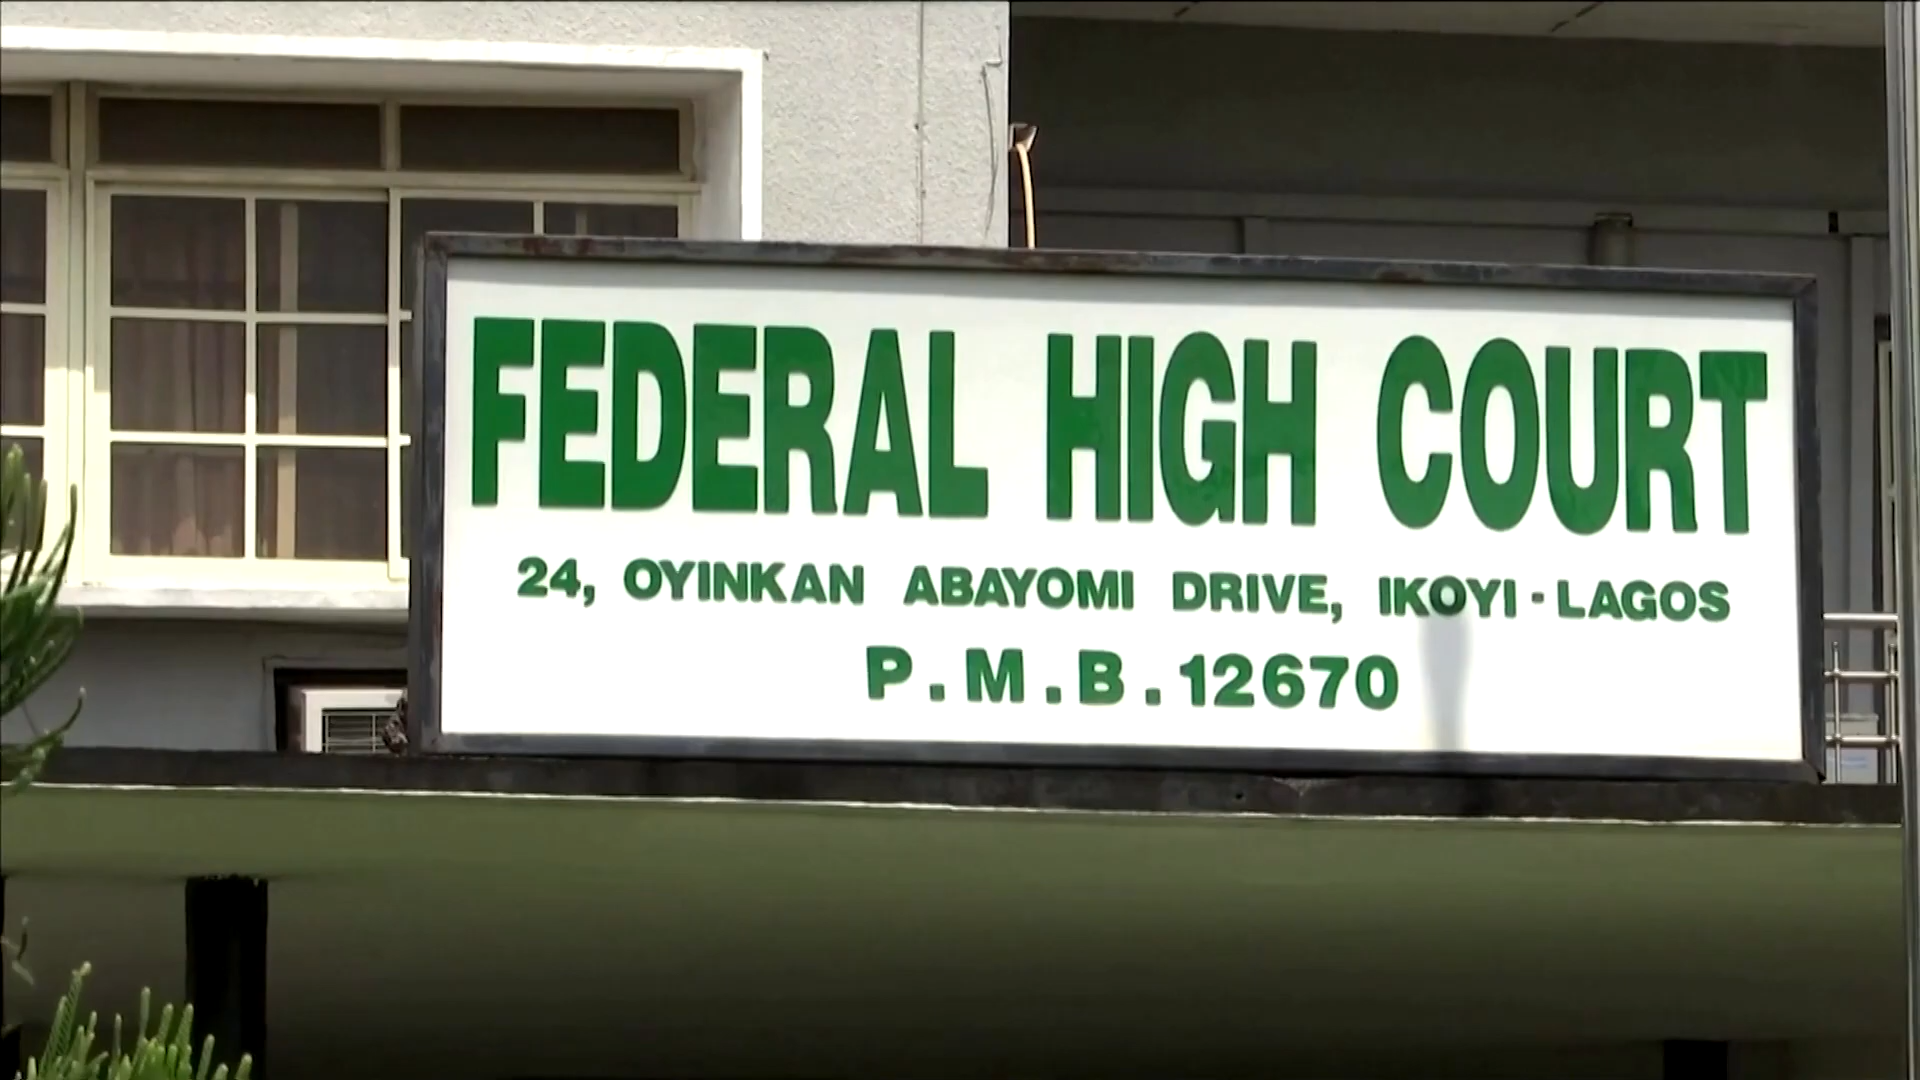 FEDERAL HIGH COURT
24, OYINKAN ABAYOMI DRIVE, IKOYI - LAGOS
P.M.B.12670